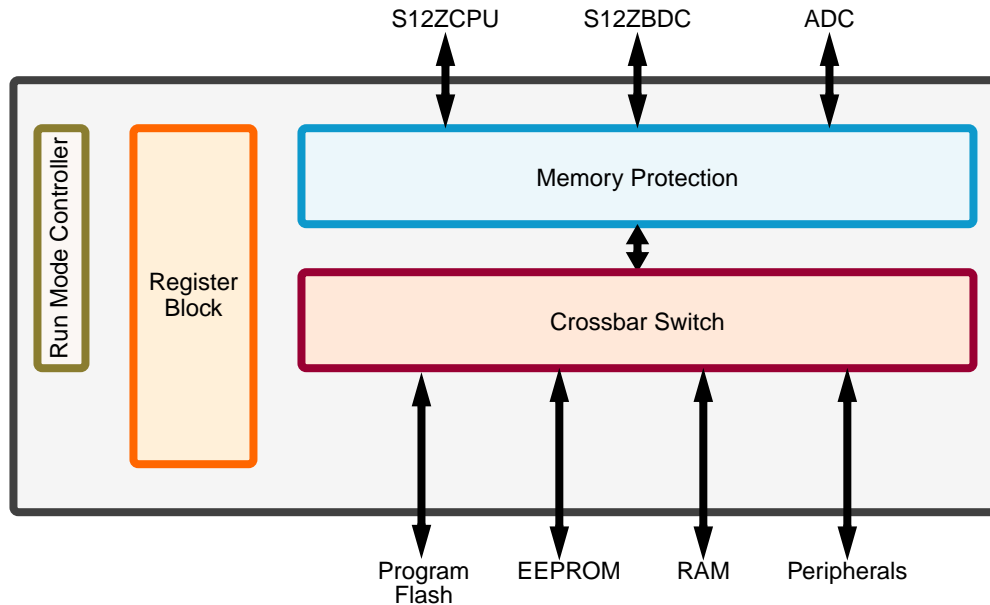 S12ZCPU
S12ZBDC
ADC
Run Mode Controller
Register
Block
Memory Protection
Crossbar Switch
Program
Flash
EEPROM
RAM
Peripherals